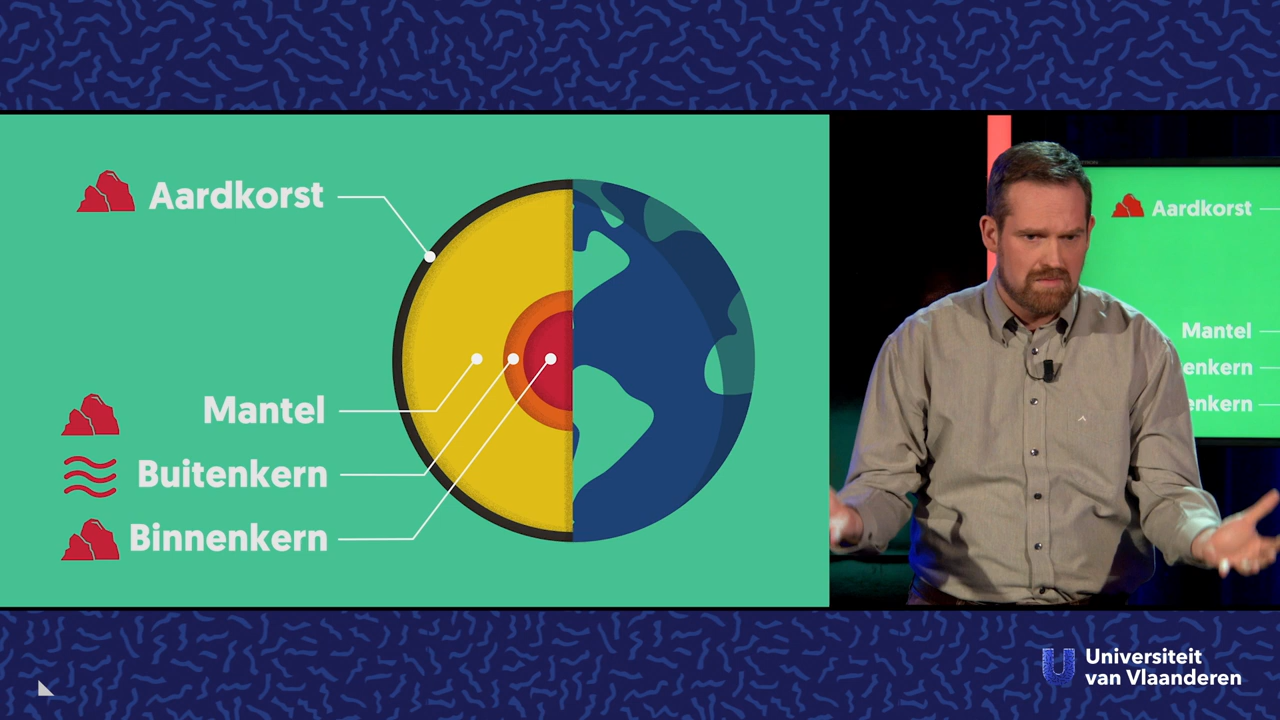 Aardkorst
Mantel
Buitenkern
Binnenkern
Aardkorst
Mantel
enkern
enkern
Universiteit
van Vlaanderen